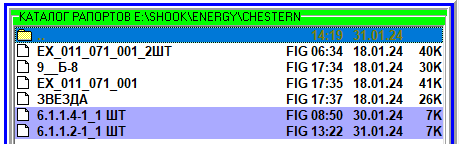 КАТАЛОГ РАПОРТОВ E:\SHOOK\ENERGY\CHESTERN
.. 14:19 31.01.24
EX_011_071_001_2ШТ FIG 06:34 18.01.24 40K
9__Б-8 FIG 17:34 18.01.24 30K
EX_011_071_001 FIG 17:35 18.01.24 41K
ЗВЕЗДА FIG 17:37 18.01.24 26K
6.1.1.4-1_1 ШТ FIG 08:50 30.01.24 7K
6.1.1.2-1_1 ШТ FIG 13:22 31.01.24 7K